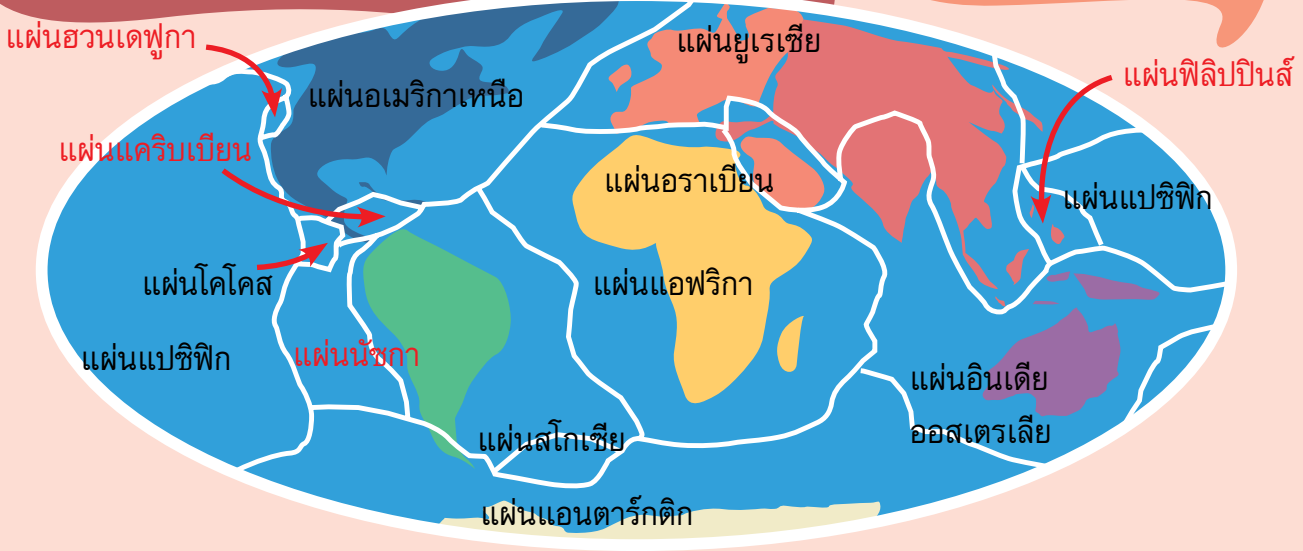 แผ่นฮวนเดฟูกา
แผ่นยูเรเซีย
แผ่นฟิลิปปินส์
แผ่นอเมริกาเหนือ
แผ่นแคริบเบียน
แผ่นอราเบียน
แผ่นแปซิฟิก
แผ่นโคโคส
แผ่นแอฟริกา
แผ่นแปซิฟิก
แผ่นนัซกา
แผ่นอินเดีย
ออสเตรเลีย
แผ่นสโกเซีย
แผ่นแอนตาร์กติก